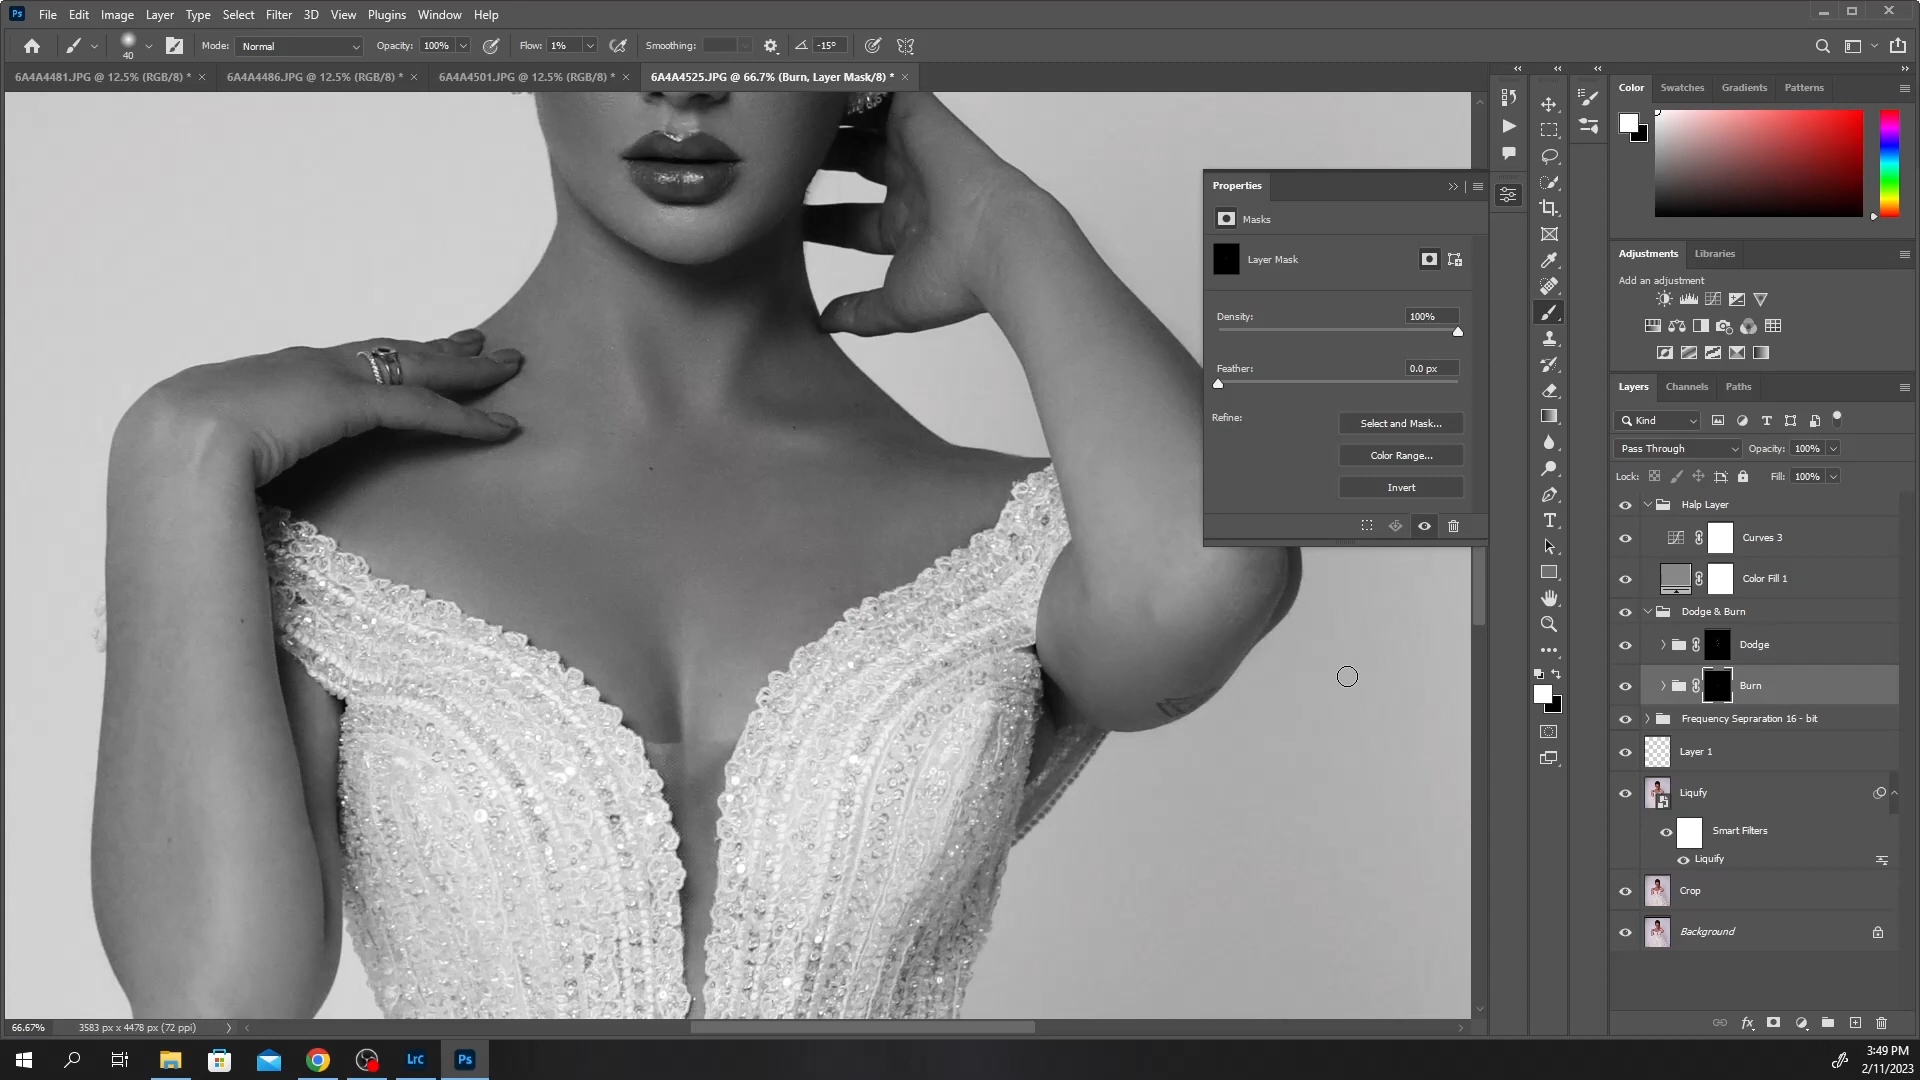 Ps File Edit Image Layer Type Select Filter 3D View Plugins Window Help
40 Mode: Normal Opacity: 100% Flow: 1% Smoothing: -15°
6A4A4481.JPG @ 12.5% (RGB/8) * 6A4A4486.JPG @ 12.5% (RGB/8) * 6A4A4501.JPG @ 12.5% (RGB/8) * 6A4A4525.JPG @ 66.7% (Burn, Layer Mask/8) *
Color Swatches Gradients Patterns
Properties
Masks
Layer Mask
Density: 100%
Feather: 0.0 px
Refine:
Select and Mask...
Color Range...
Invert
Adjustments Libraries
Add an adjustment
Layers Channels Paths
Kind
Pass Through Opacity: 100%
Lock: Fill: 100%
Halp Layer
Curves 3
Color Fill 1
Dodge & Burn
Dodge
Burn
Frequency Sepraration 16 - bit
Layer 1
Liqufy
Smart Filters
Liquify
Crop
Background
66.67% 3583 px x 4478 px (72 ppi)
Lrc Ps
3:49 PM
2/11/2023